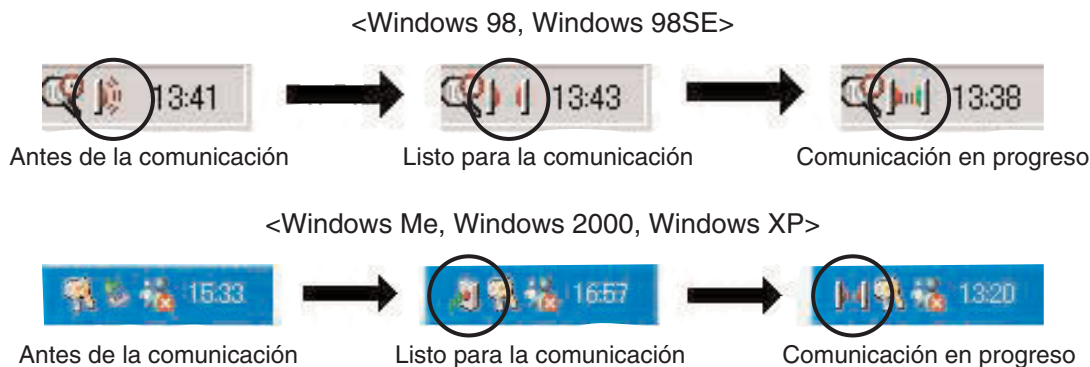 <Windows 98, Windows 98SE>
13:41
13:43
13:38
Antes de la comunicación
Listo para la comunicación
Comunicación en progreso
<Windows Me, Windows 2000, Windows XP>
15:33
16:57
13:20
Antes de la comunicación
Listo para la comunicación
Comunicación en progreso